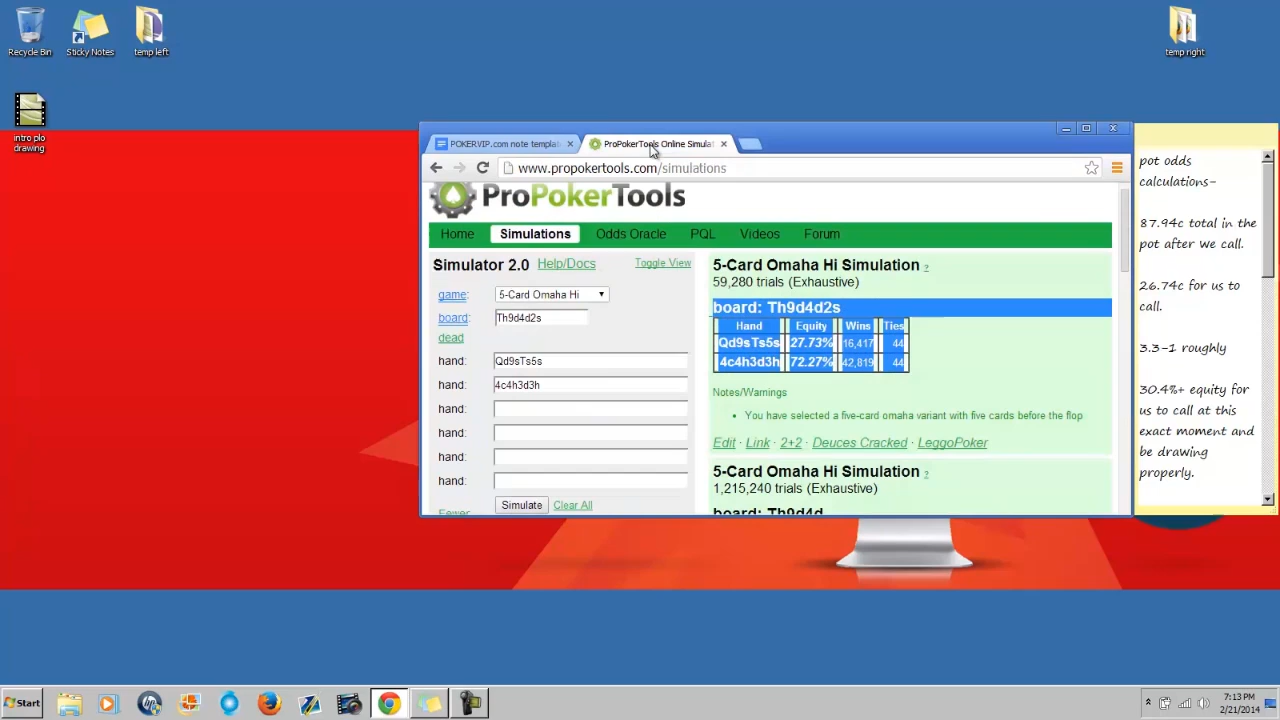 Recycle Bin
Sticky Notes
temp left
temp right
intro plo
drawing
POKERVIP.com note templa
ProPokerTools Online Simulat
www.propokertools.com/simulations
ProPokerTools
Home
Simulations
Odds Oracle
PQL
Videos
Forum
Simulator 2.0
Help/Docs
Toggle View
game:
5-Card Omaha Hi
board:
Th9d4d2s
dead
hand:
Qd9sTs5s
hand:
4c4h3d3h
hand:
hand:
hand:
hand:
Simulate
Clear All
Fewer
5-Card Omaha Hi Simulation ?
59,280 trials (Exhaustive)
board: Th9d4d2s
Hand Equity Wins Ties
Qd9sTs5s 27.73% 16,417 44
4c4h3d3h 72.27% 42,819 44
Notes/Warnings
• You have selected a five-card omaha variant with five cards before the flop
Edit · Link · 2+2 · Deuces Cracked · LeggoPoker
5-Card Omaha Hi Simulation ?
1,215,240 trials (Exhaustive)
board: Th9d4d
pot odds
calculations-
87.94c total in the
pot after we call.
26.74c for us to
call.
3.3-1 roughly
30.4%+ equity for
us to call at this
exact moment and
be drawing
properly.
Start
7:13 PM
2/21/2014